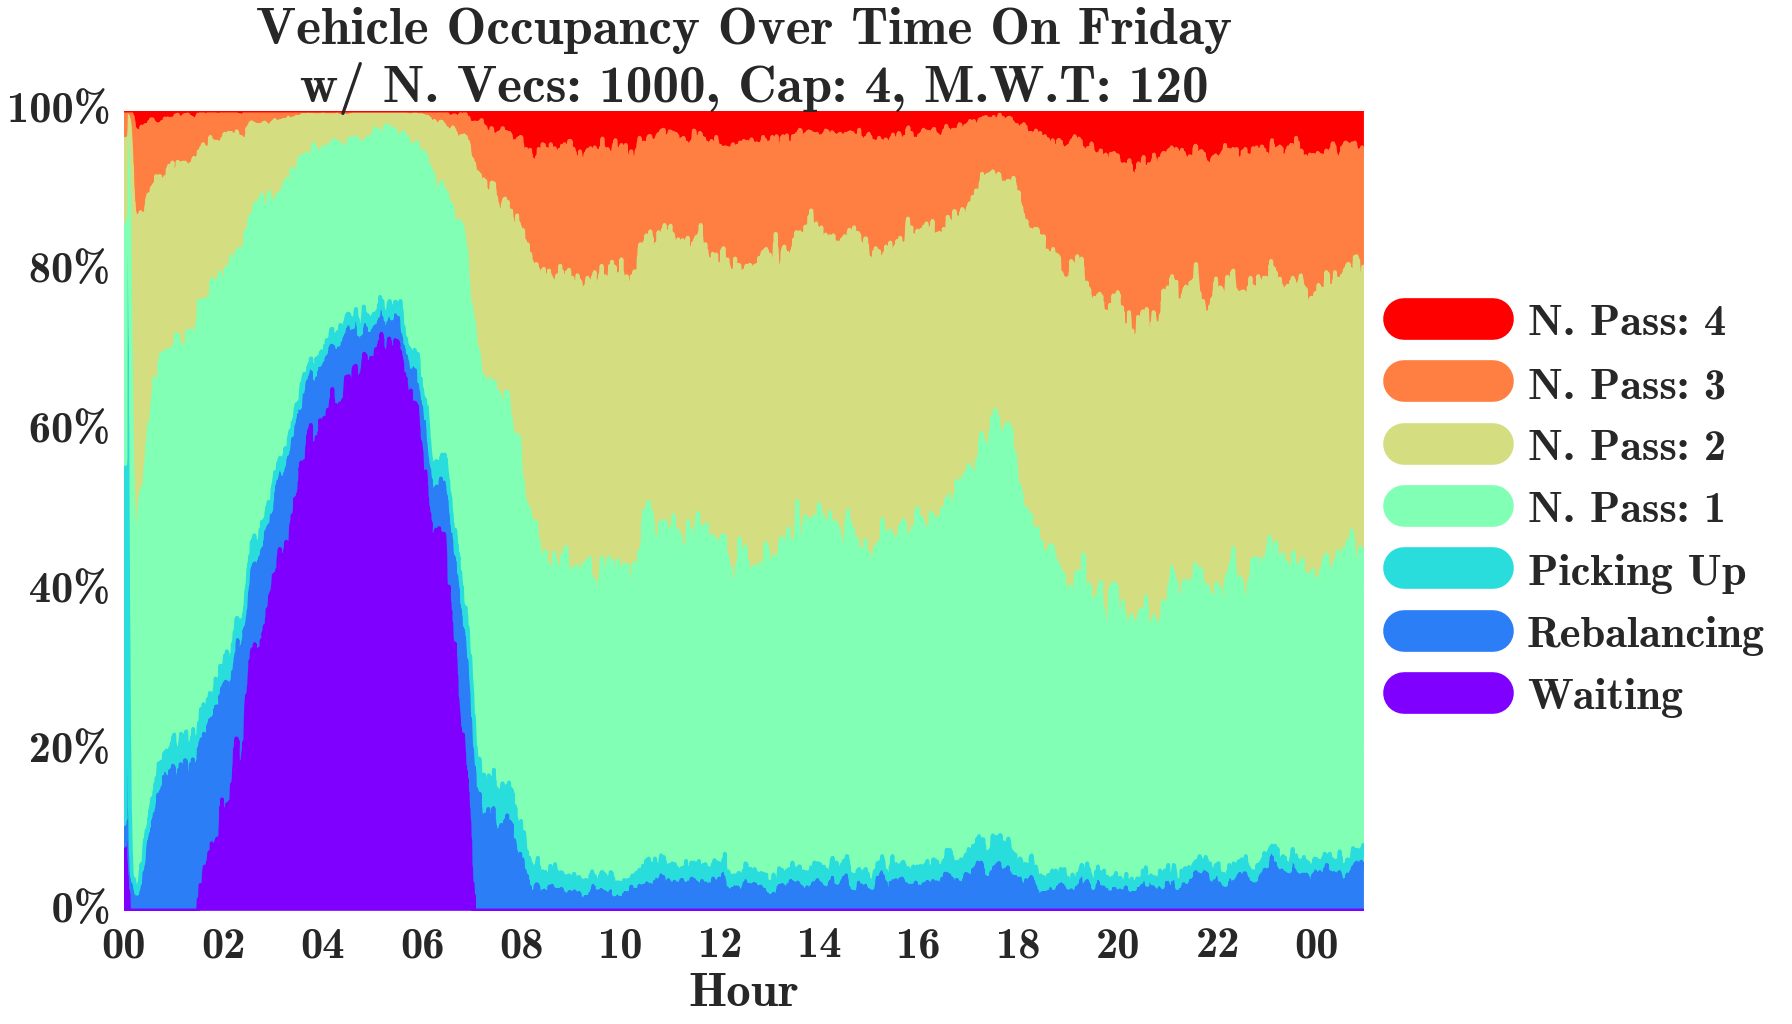 Vehicle Occupancy Over Time On Friday
w/ N. Vecs: 1000, Cap: 4, M.W.T: 120
100%
80%
60%
40%
20%
0%
00 02 04 06 08 10 12 14 16 18 20 22 00
Hour
N. Pass: 4
N. Pass: 3
N. Pass: 2
N. Pass: 1
Picking Up
Rebalancing
Waiting